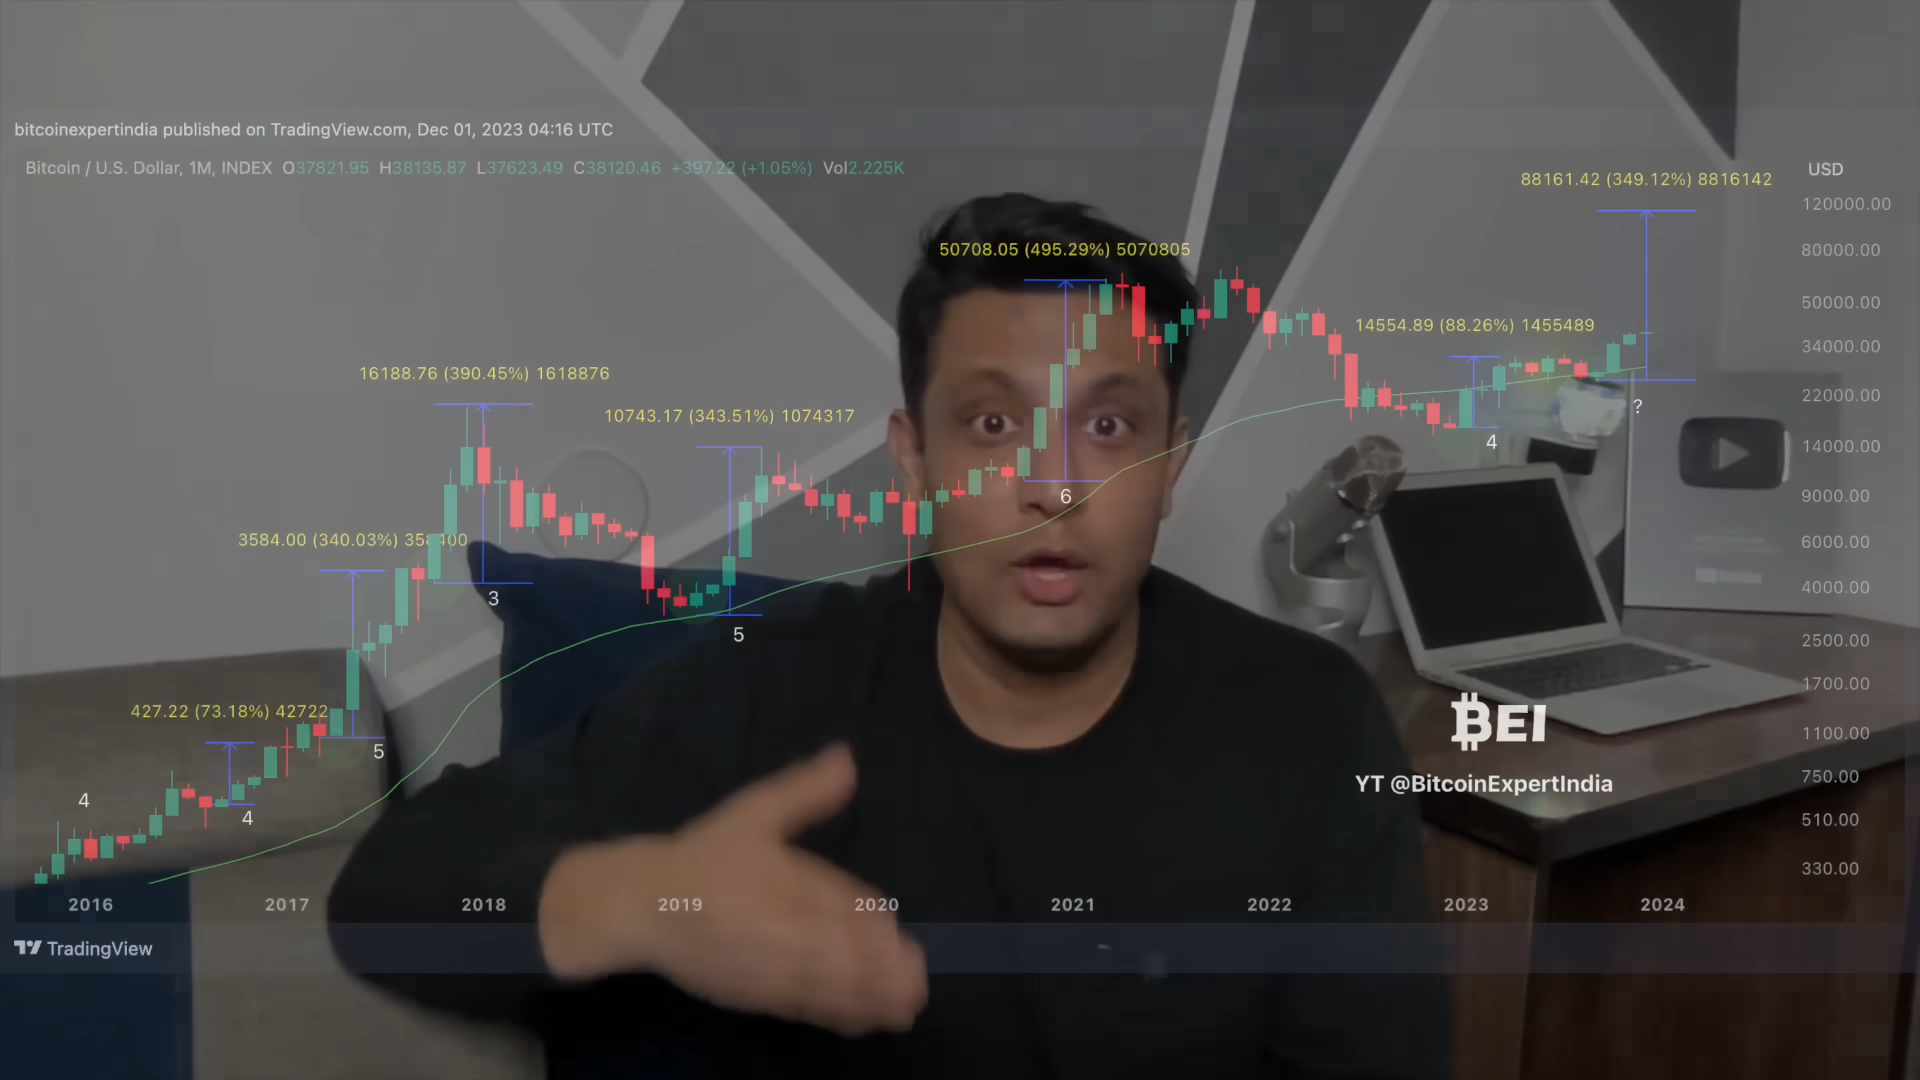 bitcoinexpertindia published on TradingView.com, Dec 01, 2023 04:16 UTC
Bitcoin / U.S. Dollar, 1M, INDEX O37821.95 H38135.87 L37623.49 C38120.46 +397.22 (+1.05%) Vol2.225K
USD
88161.42 (349.12%) 8816142
120000.00
50708.05 (495.29%) 5070805
80000.00
50000.00
14554.89 (88.26%) 1455489
34000.00
16188.76 (390.45%) 1618876
22000.00
10743.17 (343.51%) 1074317
?
4
14000.00
6
9000.00
3584.00 (340.03%) 358400
6000.00
4000.00
3
5
2500.00
1700.00
427.22 (73.18%) 42722
BEI
1100.00
5
750.00
YT @BitcoinExpertIndia
4
4
510.00
330.00
2016 2017 2018 2019 2020 2021 2022 2023 2024
TradingView